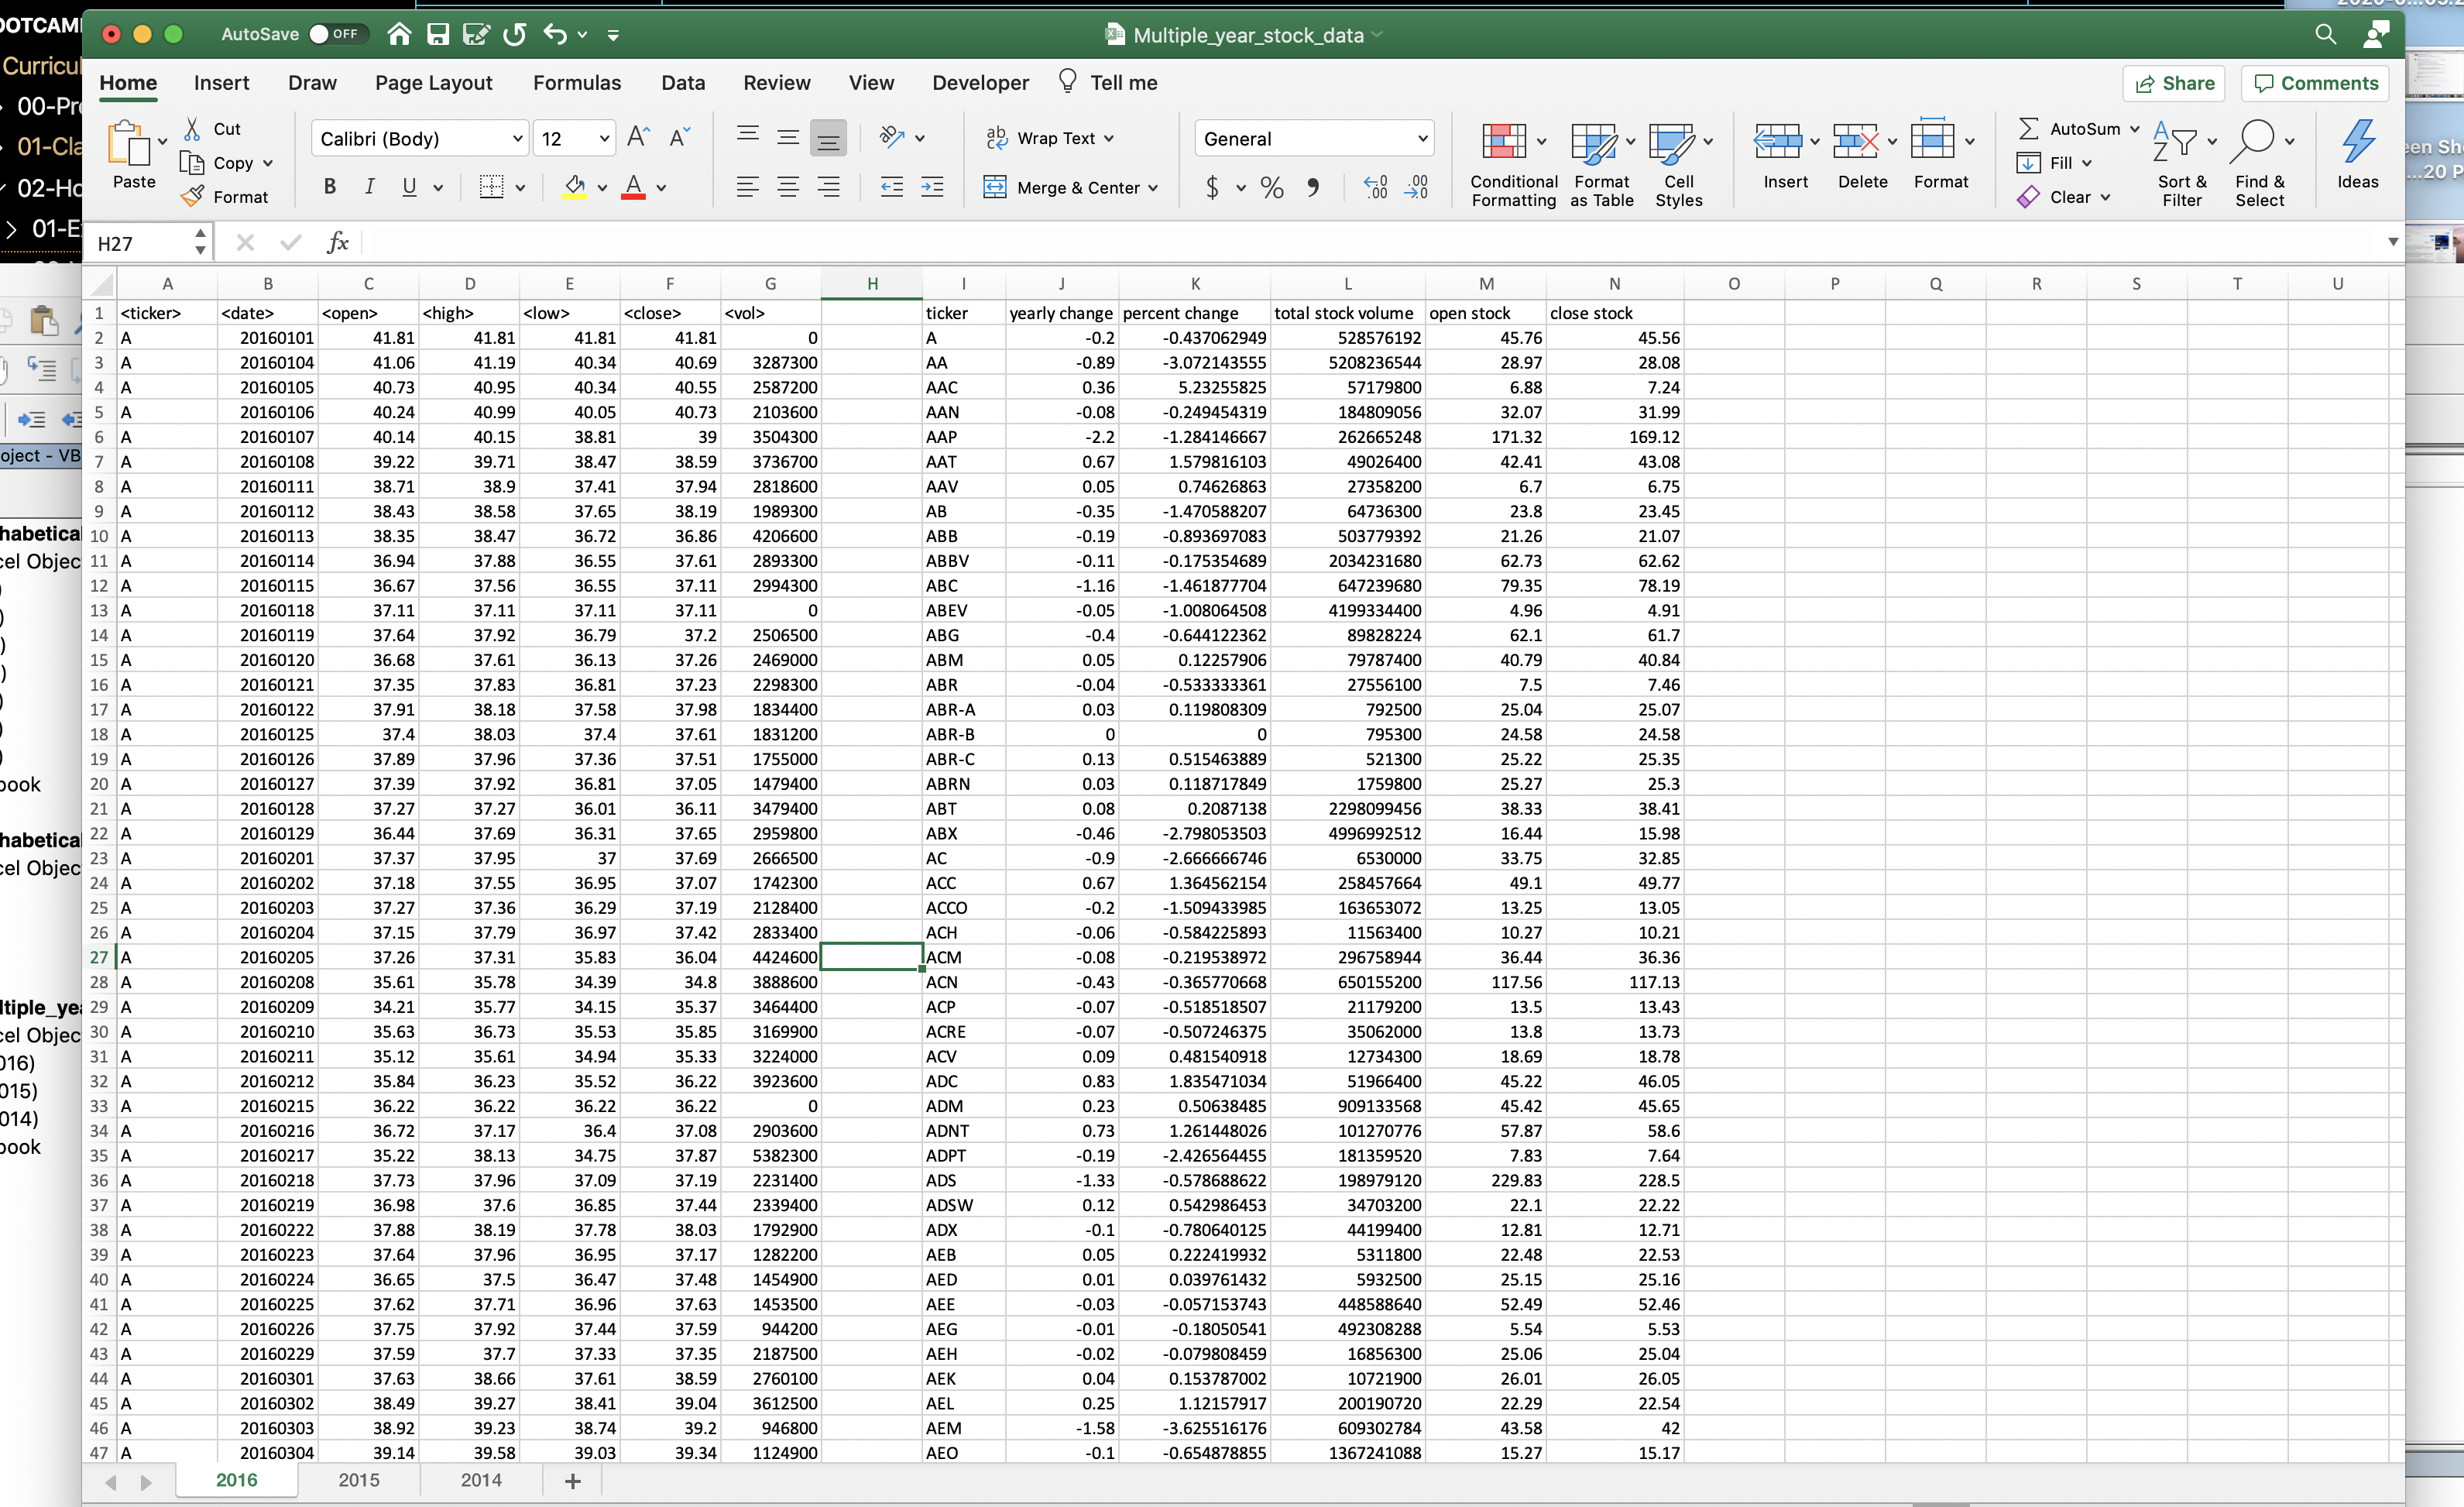 AutoSave OFF Multiple_year_stock_data
Home Insert Draw Page Layout Formulas Data Review View Developer Tell me Share Comments
Paste Cut Copy Format Calibri (Body) 12 Wrap Text Merge & Center General Conditional Formatting Format as Table Cell Styles Insert Delete Format AutoSum Fill Clear Sort & Filter Find & Select Ideas
H27 fx
A B C D E F G H I J K L M N O P Q R S T U
1 <ticker> <date> <open> <high> <low> <close> <vol> ticker yearly change percent change total stock volume open stock close stock
2 A 20160101 41.81 41.81 41.81 41.81 0 A -0.2 -0.437062949 528576192 45.76 45.56
3 A 20160104 41.06 41.19 40.34 40.69 3287300 AA -0.89 -3.072143555 5208236544 28.97 28.08
4 A 20160105 40.73 40.95 40.34 40.55 2587200 AAC 0.36 5.23255825 57179800 6.88 7.24
5 A 20160106 40.24 40.99 40.05 40.73 2103600 AAN -0.08 -0.249454319 184809056 32.07 31.99
6 A 20160107 40.14 40.15 38.81 39 3504300 AAP -2.2 -1.284146667 262665248 171.32 169.12
7 A 20160108 39.22 39.71 38.47 38.59 3736700 AAT 0.67 1.579816103 49026400 42.41 43.08
8 A 20160111 38.71 38.9 37.41 37.94 2818600 AAV 0.05 0.74626863 27358200 6.7 6.75
9 A 20160112 38.43 38.58 37.65 38.19 1989300 AB -0.35 -1.470588207 64736300 23.8 23.45
10 A 20160113 38.35 38.47 36.72 36.86 4206600 ABB -0.19 -0.893697083 503779392 21.26 21.07
11 A 20160114 36.94 37.88 36.55 37.61 2893300 ABBV -0.11 -0.175354689 2034231680 62.73 62.62
12 A 20160115 36.67 37.56 36.55 37.11 2994300 ABC -1.16 -1.461877704 647239680 79.35 78.19
13 A 20160118 37.11 37.11 37.11 37.11 0 ABEV -0.05 -1.008064508 4199334400 4.96 4.91
14 A 20160119 37.64 37.92 36.79 37.2 2506500 ABG -0.4 -0.644122362 89828224 62.1 61.7
15 A 20160120 36.68 37.61 36.13 37.26 2469000 ABM 0.05 0.12257906 79787400 40.79 40.84
16 A 20160121 37.35 37.83 36.81 37.23 2298300 ABR -0.04 -0.533333361 27556100 7.5 7.46
17 A 20160122 37.91 38.18 37.58 37.98 1834400 ABR-A 0.03 0.119808309 792500 25.04 25.07
18 A 20160125 37.4 38.03 37.4 37.61 1831200 ABR-B 0 0 795300 24.58 24.58
19 A 20160126 37.89 37.96 37.36 37.51 1755000 ABR-C 0.13 0.515463889 521300 25.22 25.35
20 A 20160127 37.39 37.92 36.81 37.05 1479400 ABRN 0.03 0.118717849 1759800 25.27 25.3
21 A 20160128 37.27 37.27 36.01 36.11 3479400 ABT 0.08 0.2087138 2298099456 38.33 38.41
22 A 20160129 36.44 37.69 36.31 37.65 2959800 ABX -0.46 -2.798053503 4996992512 16.44 15.98
23 A 20160201 37.37 37.95 37 37.69 2666500 AC -0.9 -2.666666746 6530000 33.75 32.85
24 A 20160202 37.18 37.55 36.95 37.07 1742300 ACC 0.67 1.364562154 258457664 49.1 49.77
25 A 20160203 37.27 37.36 36.29 37.19 2128400 ACCO -0.2 -1.509433985 163653072 13.25 13.05
26 A 20160204 37.15 37.79 36.97 37.42 2833400 ACH -0.06 -0.584225893 11563400 10.27 10.21
27 A 20160205 37.26 37.31 35.83 36.04 4424600 ACM -0.08 -0.219538972 296758944 36.44 36.36
28 A 20160208 35.61 35.78 34.39 34.8 3888600 ACN -0.43 -0.365770668 650155200 117.56 117.13
29 A 20160209 34.21 35.77 34.15 35.37 3464400 ACP -0.07 -0.518518507 21179200 13.5 13.43
30 A 20160210 35.63 36.73 35.53 35.85 3169900 ACRE -0.07 -0.507246375 35062000 13.8 13.73
31 A 20160211 35.12 35.61 34.94 35.33 3224000 ACV 0.09 0.481540918 12734300 18.69 18.78
32 A 20160212 35.84 36.23 35.52 36.22 3923600 ADC 0.83 1.835471034 51966400 45.22 46.05
33 A 20160215 36.22 36.22 36.22 36.22 0 ADM 0.23 0.50638485 909133568 45.42 45.65
34 A 20160216 36.72 37.17 36.4 37.08 2903600 ADNT 0.73 1.261448026 101270776 57.87 58.6
35 A 20160217 35.22 38.13 34.75 37.87 5382300 ADPT -0.19 -2.426564455 181359520 7.83 7.64
36 A 20160218 37.73 37.96 37.09 37.19 2231400 ADS -1.33 -0.578688622 198979120 229.83 228.5
37 A 20160219 36.98 37.6 36.85 37.44 2339400 ADSW 0.12 0.542986453 34703200 22.1 22.22
38 A 20160222 37.88 38.19 37.78 38.03 1792900 ADX -0.1 -0.780640125 44199400 12.81 12.71
39 A 20160223 37.64 37.96 36.95 37.17 1282200 AEB 0.05 0.222419932 5311800 22.48 22.53
40 A 20160224 36.65 37.5 36.47 37.48 1454900 AED 0.01 0.039761432 5932500 25.15 25.16
41 A 20160225 37.62 37.71 36.96 37.63 1453500 AEE -0.03 -0.057153743 448588640 52.49 52.46
42 A 20160226 37.75 37.92 37.44 37.59 944200 AEG -0.01 -0.18050541 492308288 5.54 5.53
43 A 20160229 37.59 37.7 37.33 37.35 2187500 AEH -0.02 -0.079808459 16856300 25.06 25.04
44 A 20160301 37.63 38.66 37.61 38.59 2760100 AEK 0.04 0.153787002 10721900 26.01 26.05
45 A 20160302 38.49 39.27 38.41 39.04 3612500 AEL 0.25 1.12157917 200190720 22.29 22.54
46 A 20160303 38.92 39.23 38.74 39.2 946800 AEM -1.58 -3.625516176 609302784 43.58 42
47 A 20160304 39.14 39.58 39.03 39.34 1124900 AEO -0.1 -0.654878855 1367241088 15.27 15.17
2016 2015 2014 +